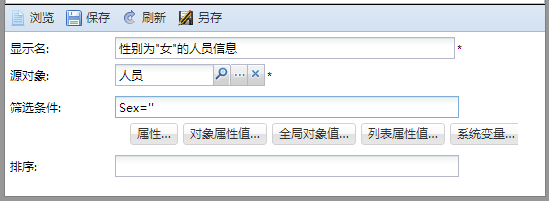 浏览 保存 刷新 另存
显示名: 性别为"女"的人员信息 *
源对象: 人员 ... *
筛选条件: Sex=''
属性... 对象属性值... 全局对象值... 列表属性值... 系统变量...
排序: